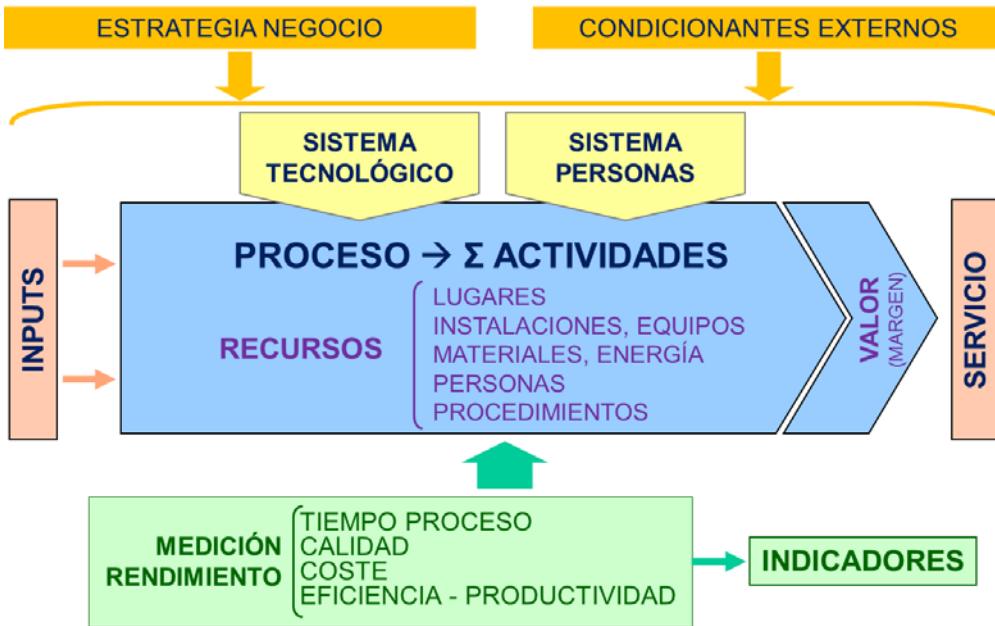 ESTRATEGIA NEGOCIO
CONDICIONANTES EXTERNOS
SISTEMA
TECNOLÓGICO
SISTEMA
PERSONAS
INPUTS
PROCESO → Σ ACTIVIDADES
RECURSOS
LUGARES
INSTALACIONES, EQUIPOS
MATERIALES, ENERGÍA
PERSONAS
PROCEDIMIENTOS
VALOR
(MARGEN)
SERVICIO
MEDICIÓN
RENDIMIENTO
TIEMPO PROCESO
CALIDAD
COSTE
EFICIENCIA - PRODUCTIVIDAD
INDICADORES